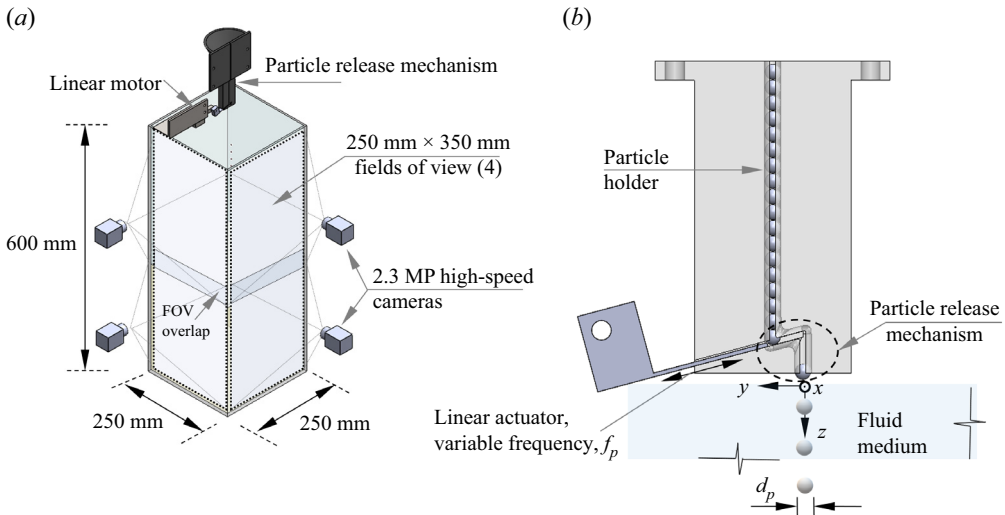 (a)
Linear motor
Particle release mechanism
250 mm × 350 mm
fields of view (4)
600 mm
2.3 MP high-speed
cameras
FOV
overlap
250 mm
250 mm
(b)
Particle
holder
Particle release
mechanism
y
x
z
Linear actuator,
variable frequency, f_p
Fluid
medium
d_p